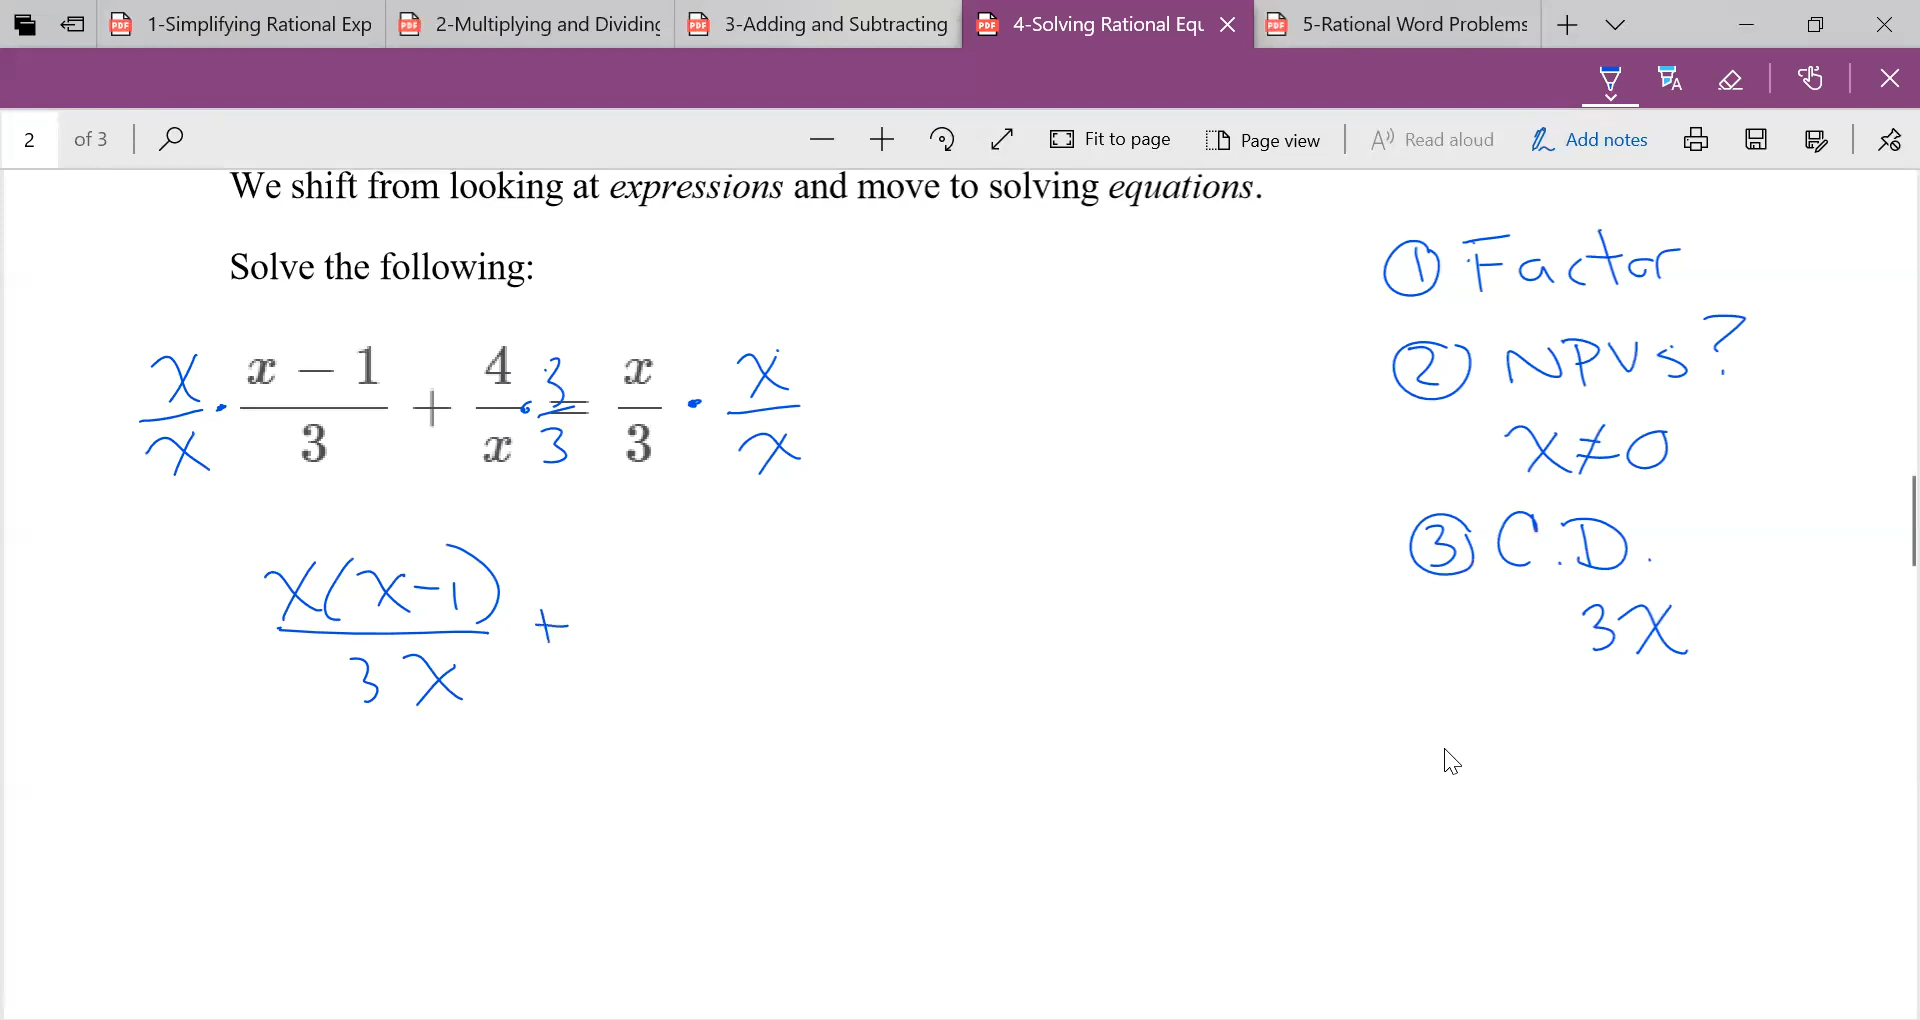 1-Simplifying Rational Exp 2-Multiplying and Dividing 3-Adding and Subtracting 4-Solving Rational Equ 5-Rational Word Problems
2 of 3 Fit to page Page view Read aloud Add notes
We shift from looking at expressions and move to solving equations.
Solve the following:
x/x · (x − 1)/3 + 4/x · 3/3 = x/3 · x/x
x(x-1)/3x +
① Factor
② NPVs?
x≠0
③ C.D.
3x